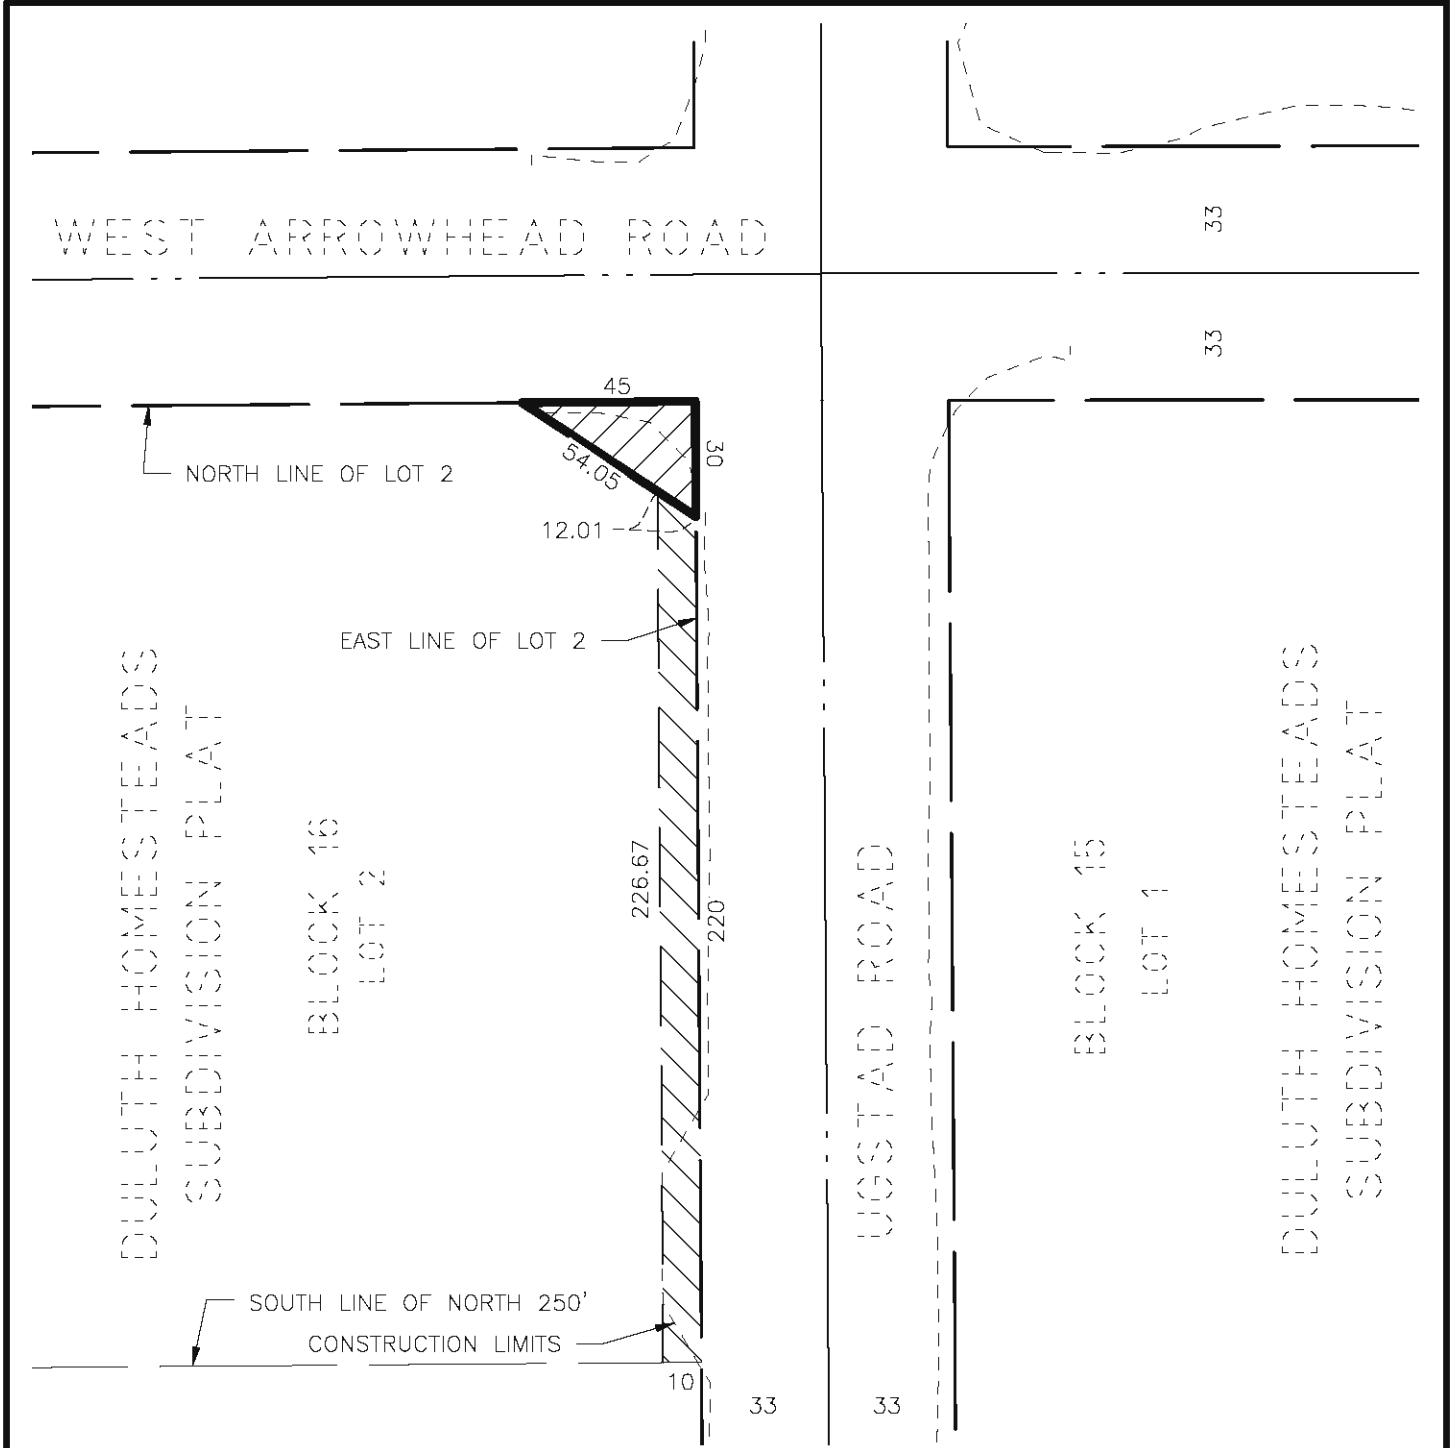 WEST ARROWHEAD ROAD
33
33
45
30
54.05
NORTH LINE OF LOT 2
12.01
EAST LINE OF LOT 2
DULUTH HOMESTEADS
SUBDIVISION PLAT
BLOCK 16
LOT 2
226.67
220
UGSTAD ROAD
BLOCK 15
LOT 1
DULUTH HOMESTEADS
SUBDIVISION PLAT
SOUTH LINE OF NORTH 250'
CONSTRUCTION LIMITS
10
33
33